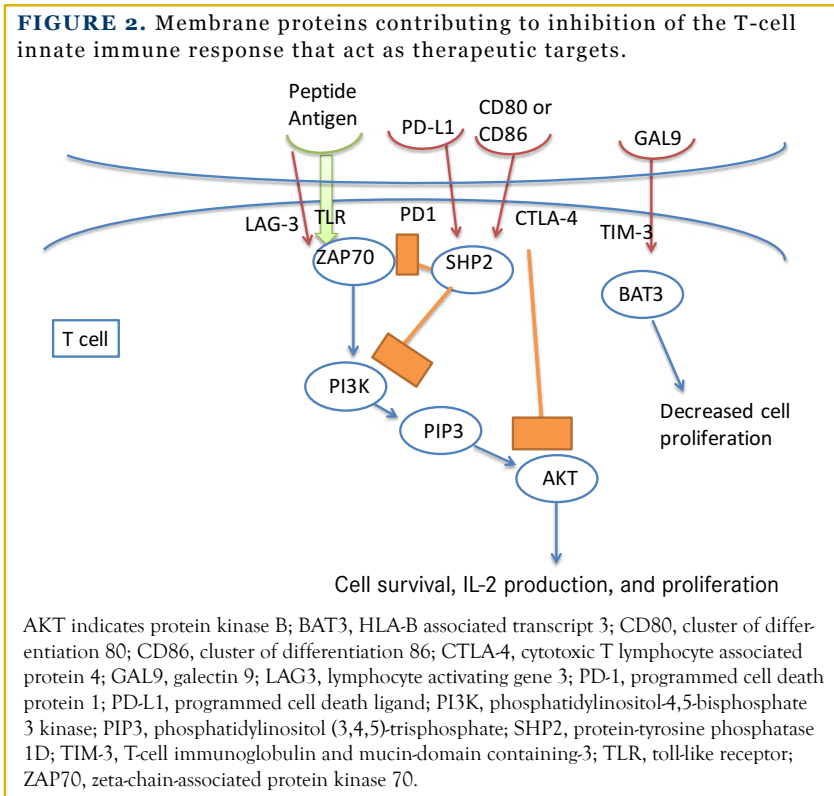 FIGURE 2. Membrane proteins contributing to inhibition of the T-cell
innate immune response that act as therapeutic targets.
Peptide
Antigen
PD-L1
CD80 or
CD86
GAL9
LAG-3
TLR
PD1
CTLA-4
TIM-3
ZAP70
SHP2
BAT3
T cell
PI3K
PIP3
AKT
Decreased cell
proliferation
Cell survival, IL-2 production, and proliferation
AKT indicates protein kinase B; BAT3, HLA-B associated transcript 3; CD80, cluster of differ-
entiation 80; CD86, cluster of differentiation 86; CTLA-4, cytotoxic T lymphocyte associated
protein 4; GAL9, galectin 9; LAG3, lymphocyte activating gene 3; PD-1, programmed cell death
protein 1; PD-L1, programmed cell death ligand; PI3K, phosphatidylinositol-4,5-bisphosphate
3 kinase; PIP3, phosphatidylinositol (3,4,5)-trisphosphate; SHP2, protein-tyrosine phosphatase
1D; TIM-3, T-cell immunoglobulin and mucin-domain containing-3; TLR, toll-like receptor;
ZAP70, zeta-chain-associated protein kinase 70.